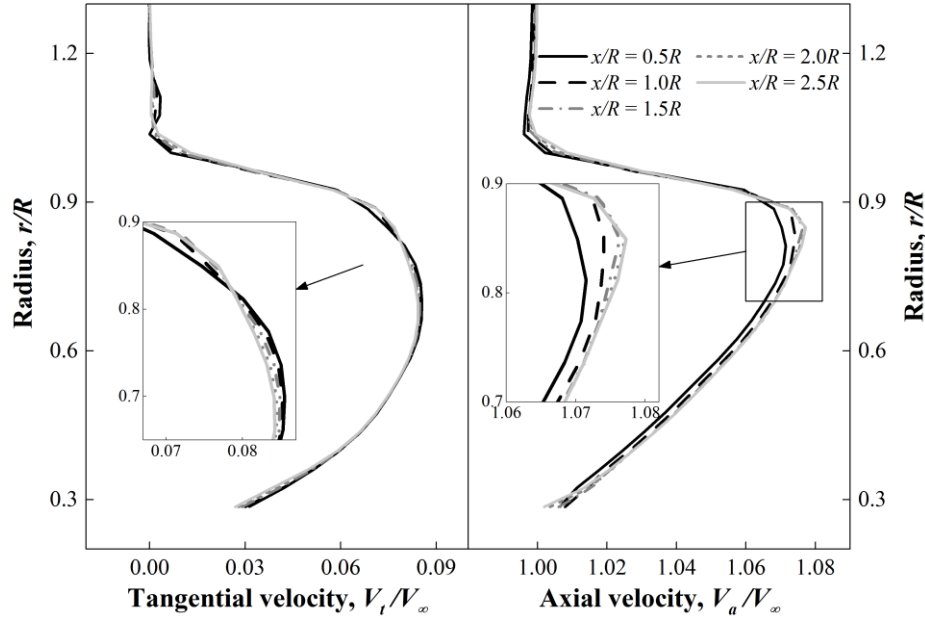 1.2
0.9
0.6
0.3
Radius, r/R
0.00 0.03 0.06 0.09
Tangential velocity, Vₜ/V∞
0.9
0.8
0.7
0.07 0.08
x/R = 0.5R
x/R = 1.0R
x/R = 1.5R
x/R = 2.0R
x/R = 2.5R
0.9
0.8
0.7
1.06 1.07 1.08
1.00 1.02 1.04 1.06 1.08
Axial velocity, Vₐ/V∞
1.2
0.9
0.6
0.3
Radius, r/R